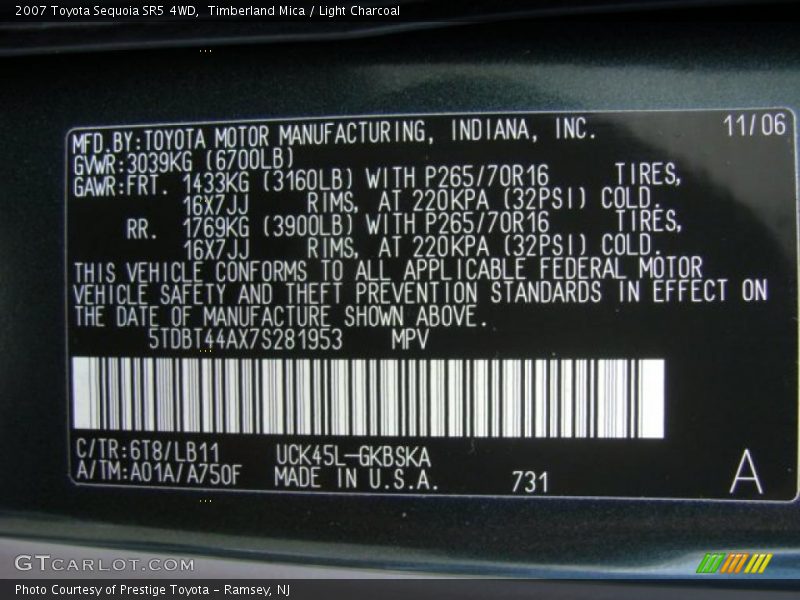 2007 Toyota Sequoia SR5 4WD,  Timberland Mica / Light Charcoal
11/06
MFD.BY:TOYOTA MOTOR MANUFACTURING, INDIANA, INC.
GVWR:3039KG (6700LB)
GAWR:FRT. 1433KG (3160LB) WITH P265/70R16 TIRES,
16X7JJ RIMS, AT 220KPA (32PSI) COLD.
RR. 1769KG (3900LB) WITH P265/70R16 TIRES,
16X7JJ RIMS, AT 220KPA (32PSI) COLD.
THIS VEHICLE CONFORMS TO ALL APPLICABLE FEDERAL MOTOR
VEHICLE SAFETY AND THEFT PREVENTION STANDARDS IN EFFECT ON
THE DATE OF MANUFACTURE SHOWN ABOVE.
5TDBT44AX7S281953 MPV
C/TR:6T8/LB11 UCK45L-GKBSKA
A/TM:A01A/A750F MADE IN U.S.A. 731 A
GTCARLOT.COM
Photo Courtesy of Prestige Toyota - Ramsey, NJ